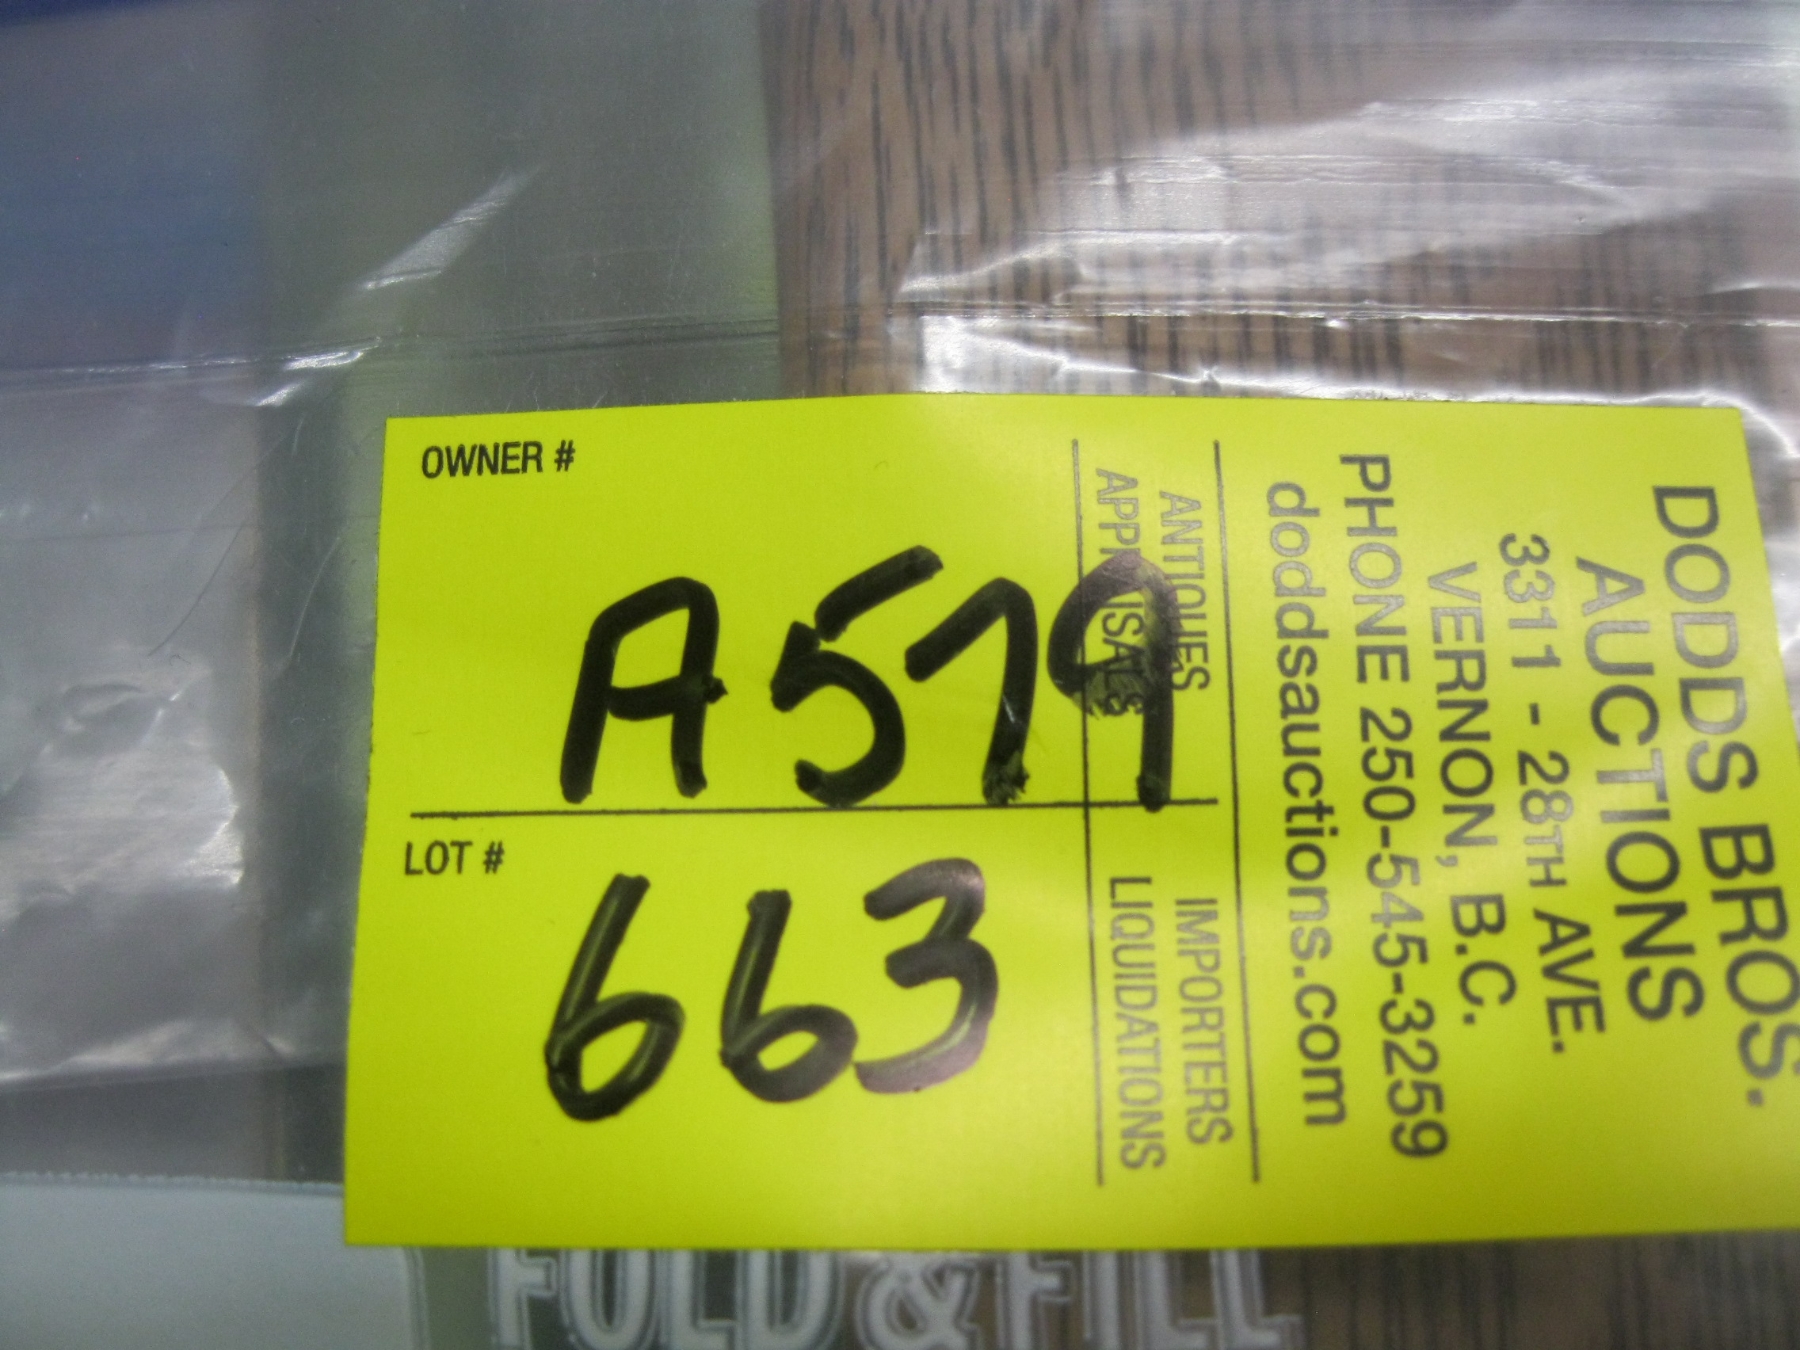 OWNER #
A579
LOT #
663
DODDS BROS.
AUCTIONS
3311 - 28TH AVE.
VERNON, B.C.
PHONE 250-545-3259
doddsauctions.com
ANTIQUES IMPORTERS
APPRAISALS LIQUIDATIONS
FOLD & FILL